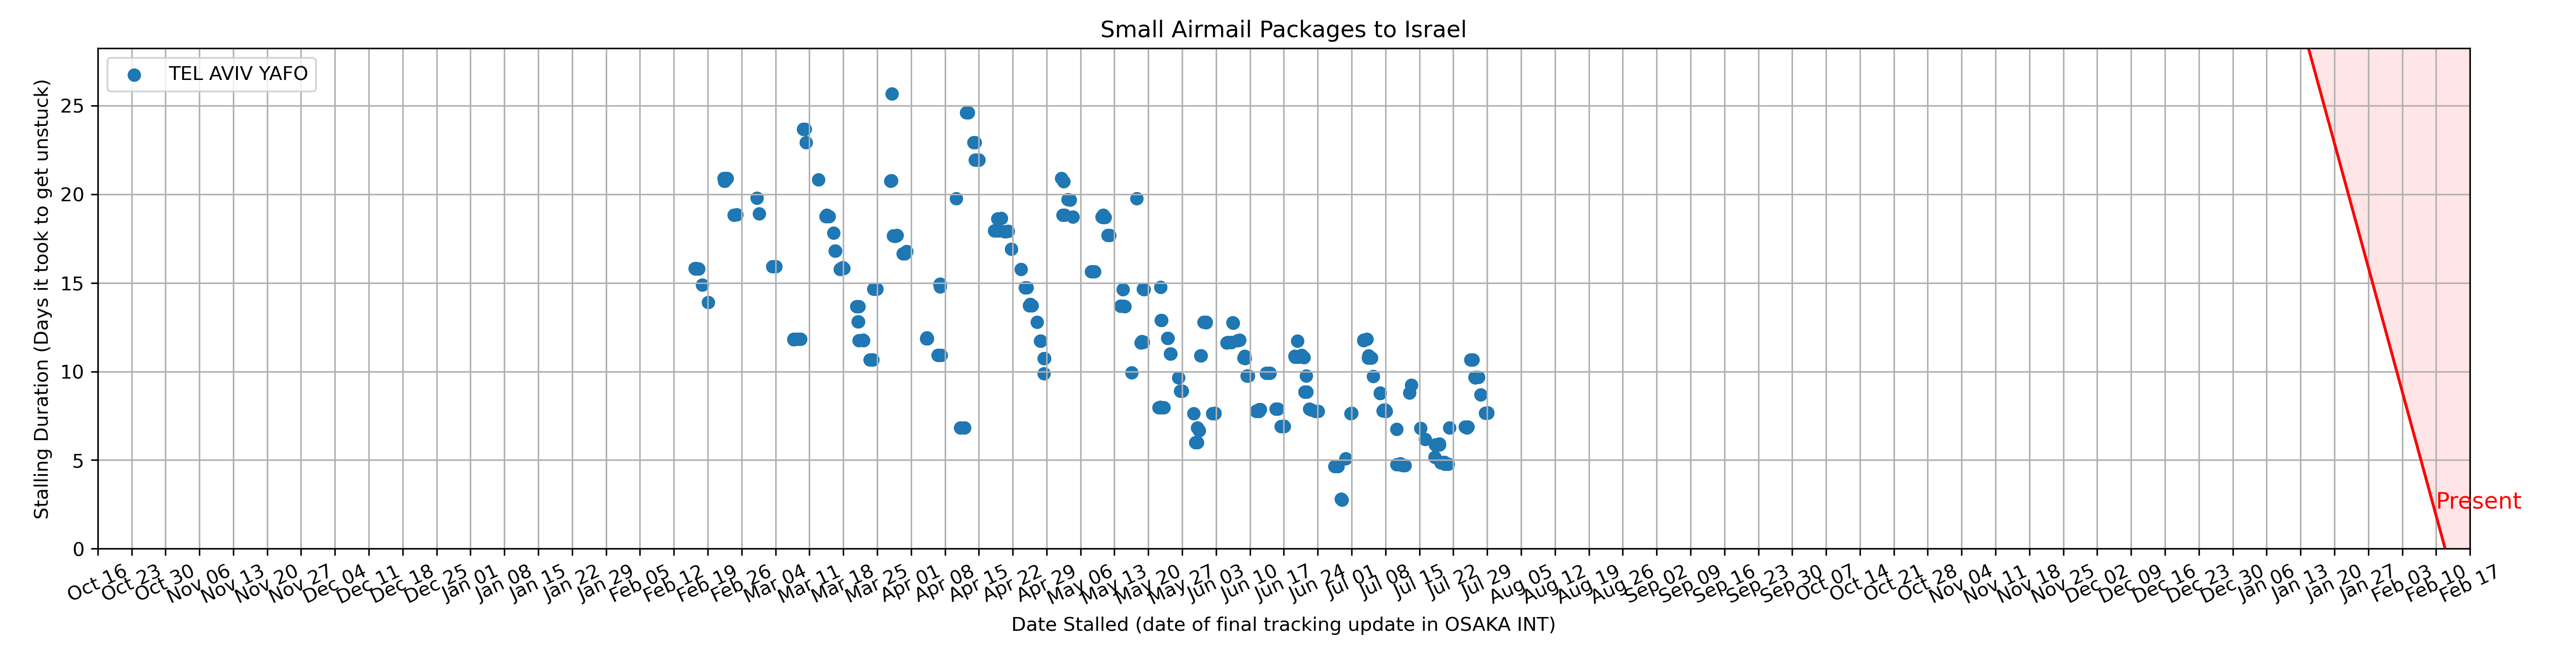 Small Airmail Packages to Israel
TEL AVIV YAFO
Stalling Duration (Days it took to get unstuck)
25
20
15
10
5
0
Present
Oct 16
Oct 23
Oct 30
Nov 06
Nov 13
Nov 20
Nov 27
Dec 04
Dec 11
Dec 18
Dec 25
Jan 01
Jan 08
Jan 15
Jan 22
Jan 29
Feb 05
Feb 12
Feb 19
Feb 26
Mar 04
Mar 11
Mar 18
Mar 25
Apr 01
Apr 08
Apr 15
Apr 22
Apr 29
May 06
May 13
May 20
May 27
Jun 03
Jun 10
Jun 17
Jun 24
Jul 01
Jul 08
Jul 15
Jul 22
Jul 29
Aug 05
Aug 12
Aug 19
Aug 26
Sep 02
Sep 09
Sep 16
Sep 23
Sep 30
Oct 07
Oct 14
Oct 21
Oct 28
Nov 04
Nov 11
Nov 18
Nov 25
Dec 02
Dec 09
Dec 16
Dec 23
Dec 30
Jan 06
Jan 13
Jan 20
Jan 27
Feb 03
Feb 10
Feb 17
Date Stalled (date of final tracking update in OSAKA INT)